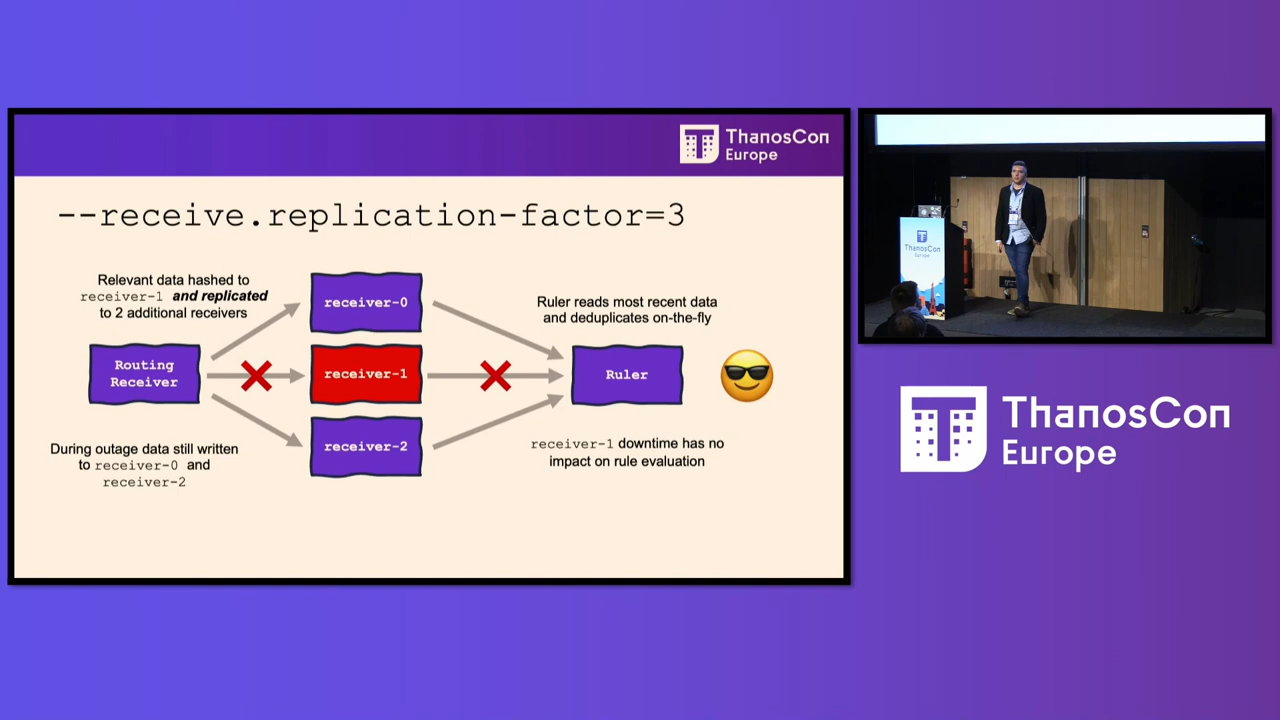 ThanosCon
Europe
--receive.replication-factor=3
Relevant data hashed to
receiver-1 and replicated
to 2 additional receivers
Routing
Receiver
During outage data still written
to receiver-0 and
receiver-2
receiver-0
receiver-1
receiver-2
Ruler reads most recent data
and deduplicates on-the-fly
Ruler
receiver-1 downtime has no
impact on rule evaluation
ThanosCon
Europe
ThanosCon
Europe